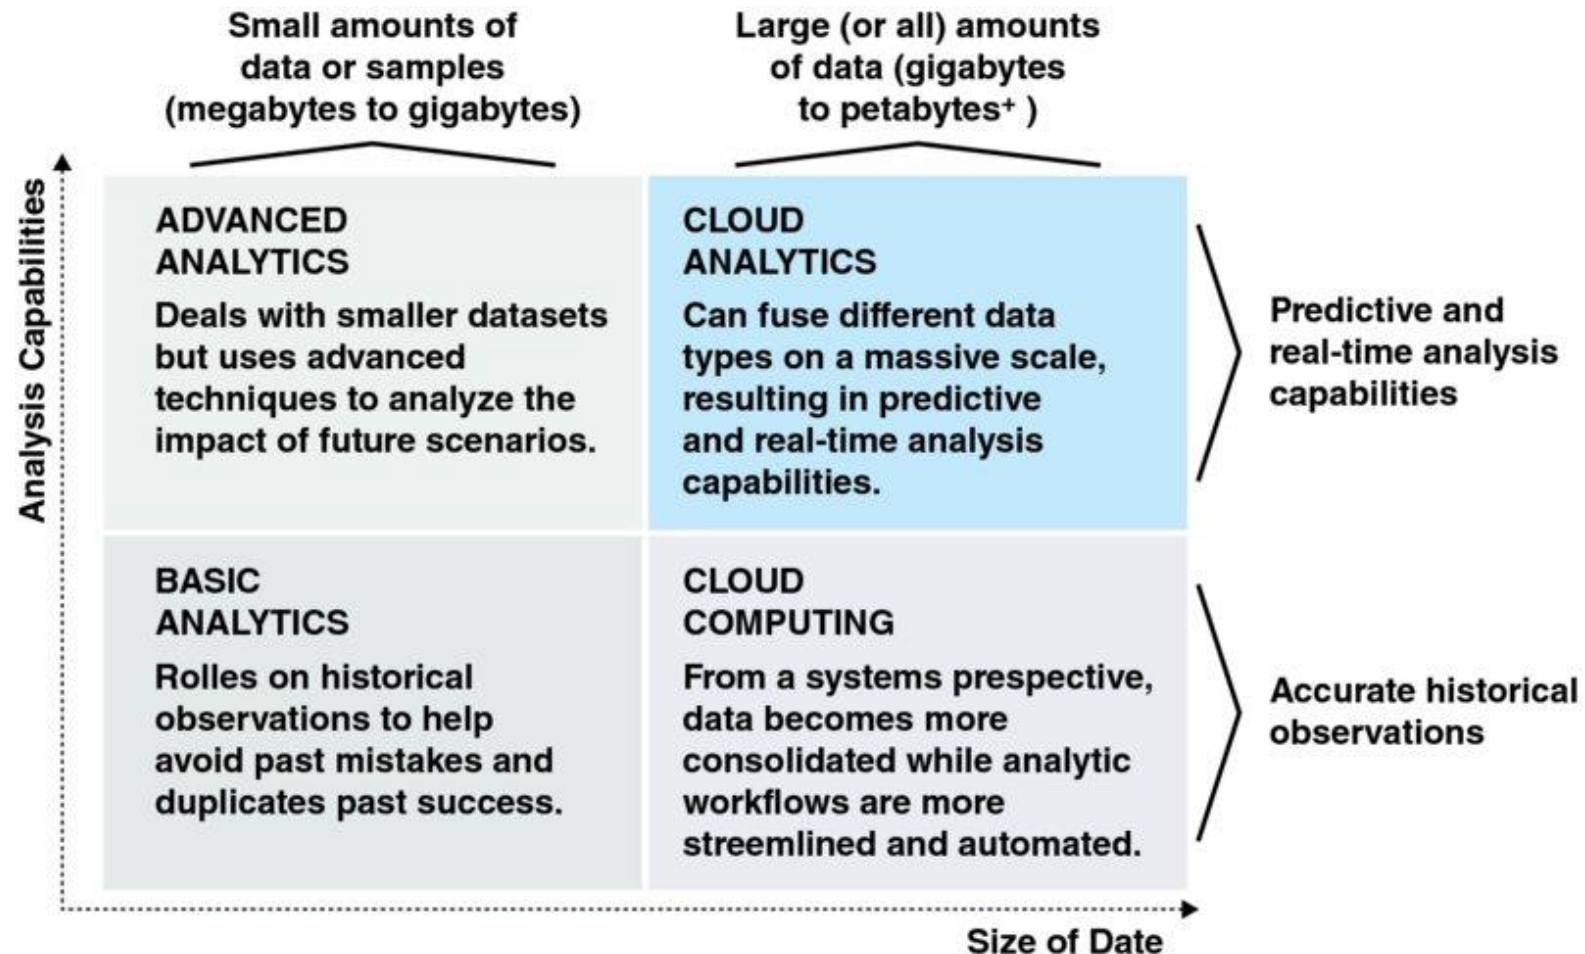 Small amounts of
data or samples
(megabytes to gigabytes)
Large (or all) amounts
of data (gigabytes
to petabytes⁺ )
Analysis Capabilities
ADVANCED
ANALYTICS
Deals with smaller datasets
but uses advanced
techniques to analyze the
impact of future scenarios.
CLOUD
ANALYTICS
Can fuse different data
types on a massive scale,
resulting in predictive
and real-time analysis
capabilities.
Predictive and
real-time analysis
capabilities
BASIC
ANALYTICS
Rolles on historical
observations to help
avoid past mistakes and
duplicates past success.
CLOUD
COMPUTING
From a systems prespective,
data becomes more
consolidated while analytic
workflows are more
streemlined and automated.
Accurate historical
observations
Size of Date